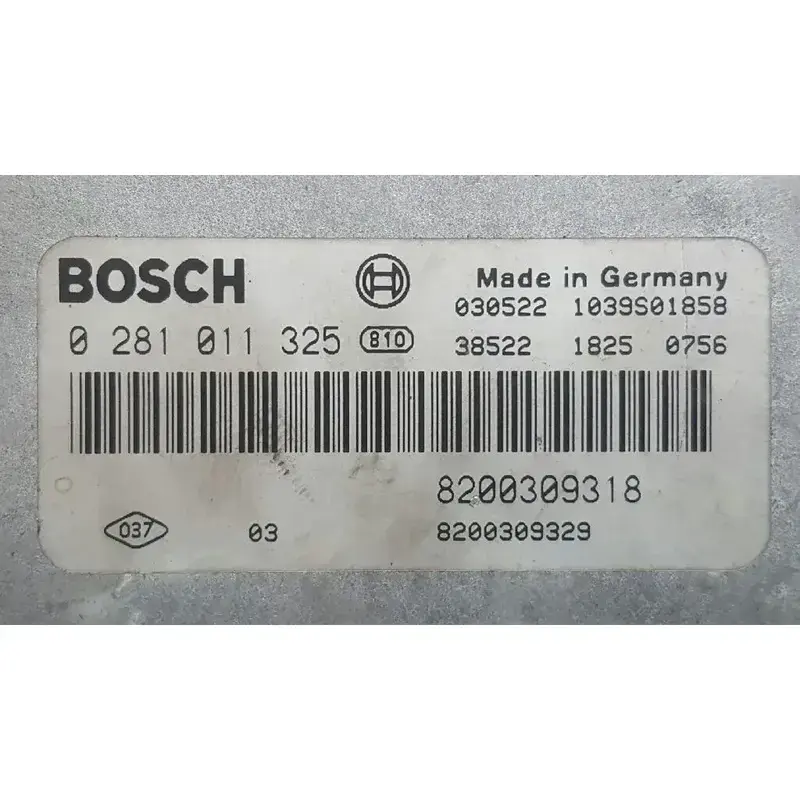 BOSCH
Made in Germany
030522 1039S01858
0 281 011 325 810
38522 1825 0756
8200309318
037 03 8200309329